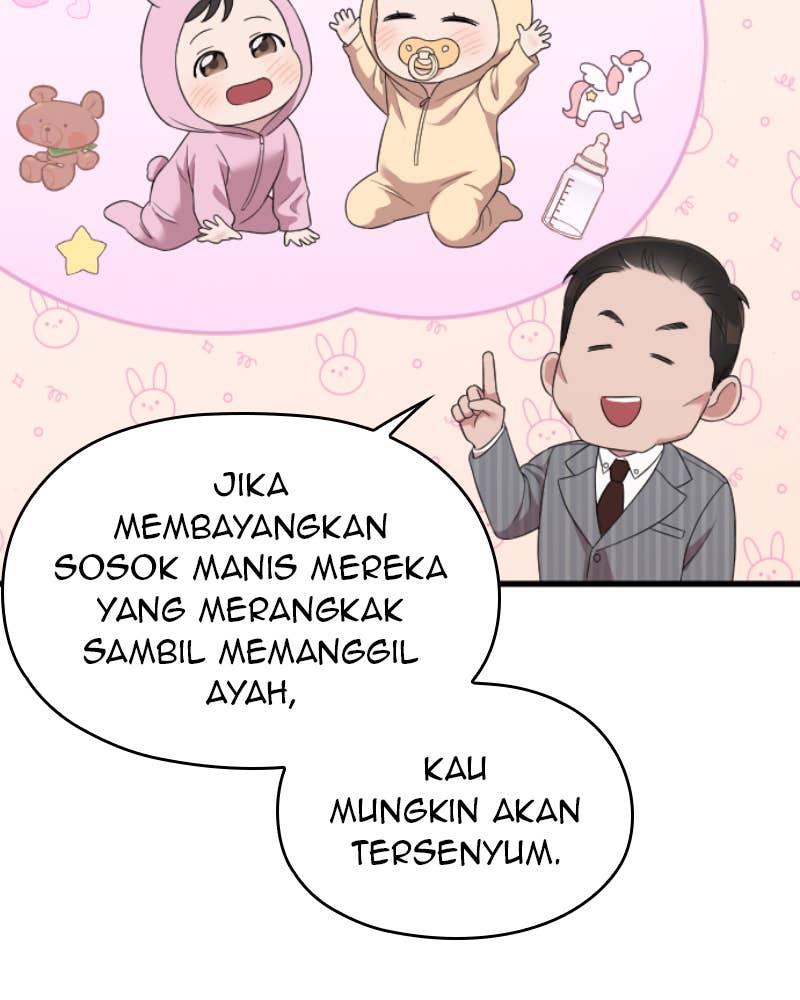 JIKA
MEMBAYANGKAN
SOSOK MANIS MEREKA
YANG MERANGKAK
SAMBIL MEMANGGIL
AYAH,
KAU
MUNGKIN AKAN
TERSENYUM.